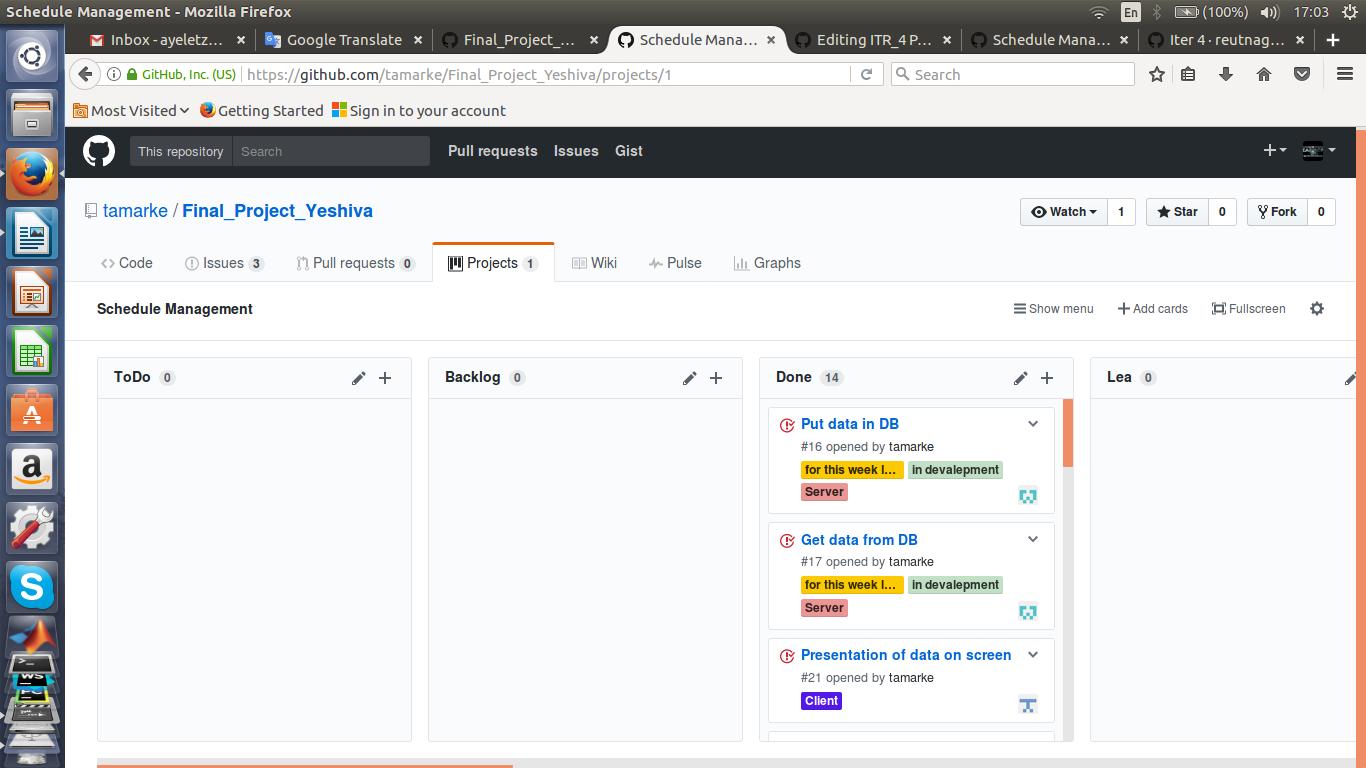 Schedule Management - Mozilla Firefox
En
(100%)
17:03
Inbox - ayeletz... ×
Google Translate ×
Final_Project_... ×
Schedule Mana... ×
Editing ITR_4 P... ×
Schedule Mana... ×
Iter 4 · reutnag... ×
GitHub, Inc. (US)
https://github.com/tamarke/Final_Project_Yeshiva/projects/1
Search
Most Visited
Getting Started
Sign in to your account
This repository
Search
Pull requests
Issues
Gist
tamarke / Final_Project_Yeshiva
Watch 1
Star 0
Fork 0
Code
Issues 3
Pull requests 0
Projects 1
Wiki
Pulse
Graphs
Schedule Management
Show menu
Add cards
Fullscreen
ToDo 0
Backlog 0
Done 14
Lea 0
Put data in DB
#16 opened by tamarke
for this week I... in devalepment
Server
Get data from DB
#17 opened by tamarke
for this week I... in devalepment
Server
Presentation of data on screen
#21 opened by tamarke
Client